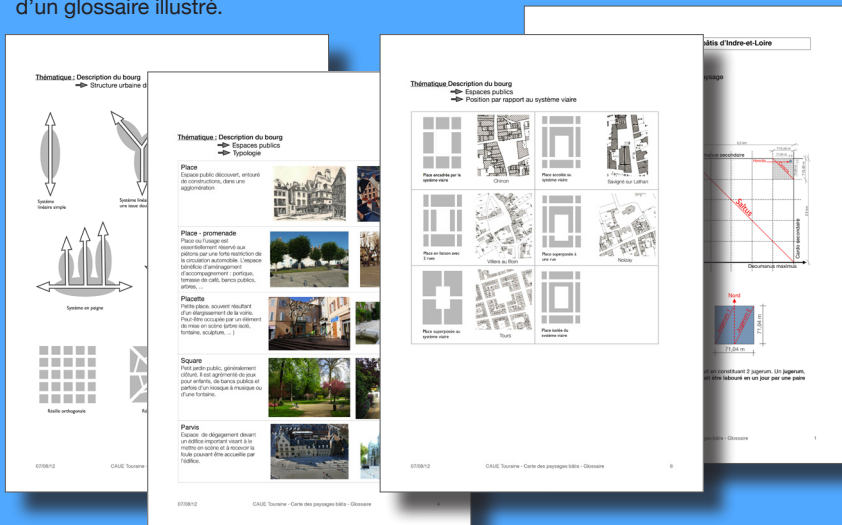 d'un glossaire illustré.
Thématique : Description du bourg
Structure urbaine d
Système
linéaire simple
Système liné
une issue dou
Système en peigne
Réseille orthogonale
07/08/12
CAUE Touraine -
Thématique : Description du bourg
Espaces publics
Typologie
Place
Espace public découvert, entouré
de constructions, dans une
agglomération
Place - promenade
Place ou l'usage est
essentiellement réservé aux
piétons par une forte restriction de
la circulation automobile. L'espace
bénéficie d'aménagement
d'accompagnement : portique,
terrasse de café, bancs publics,
arbres, ...
Placette
Petite place, souvent résultant
d'un élargissement de la voirie.
Peut-être occupée par un élément
de mise en scène (arbre isolé,
fontaine, sculpture, ... )
Square
Petit jardin public, généralement
clôturé. Il est agrémenté de jeux
pour enfants, de bancs publics et
parfois d'un kiosque à musique ou
d'une fontaine.
Parvis
Espace de dégagement devant
un édifice important visant à le
mettre en scène et à recevoir la
foule pouvant être accueillie par
l'édifice.
07/08/12
CAUE Touraine - Carte des paysages bâtis - Glossaire
Thématique Description du bourg
Espaces publics
Position par rapport au système viaire
Place encadrée par le
système viaire
Chinon
Place accolée au
système viaire
Savigné sur Lathan
Place en liaison avec
2 rues
Villiers au Boin
Place superposée à
une rue
Noizay
Place superposée au
système viaire
Tours
Place isolée du
système viaire
07/08/12
CAUE Touraine - Carte des paysages bâtis - Glossaire
bâtis d'Indre-et-Loire
paysage
secondaire
Saltus
Cardo secondaire
Decumanus maximus
Nord
71,04 m
71,04 m
en constituant 2 jugerum. Un jugerum,
ant être labouré en un jour par une paire
bâtis - Glossaire
1